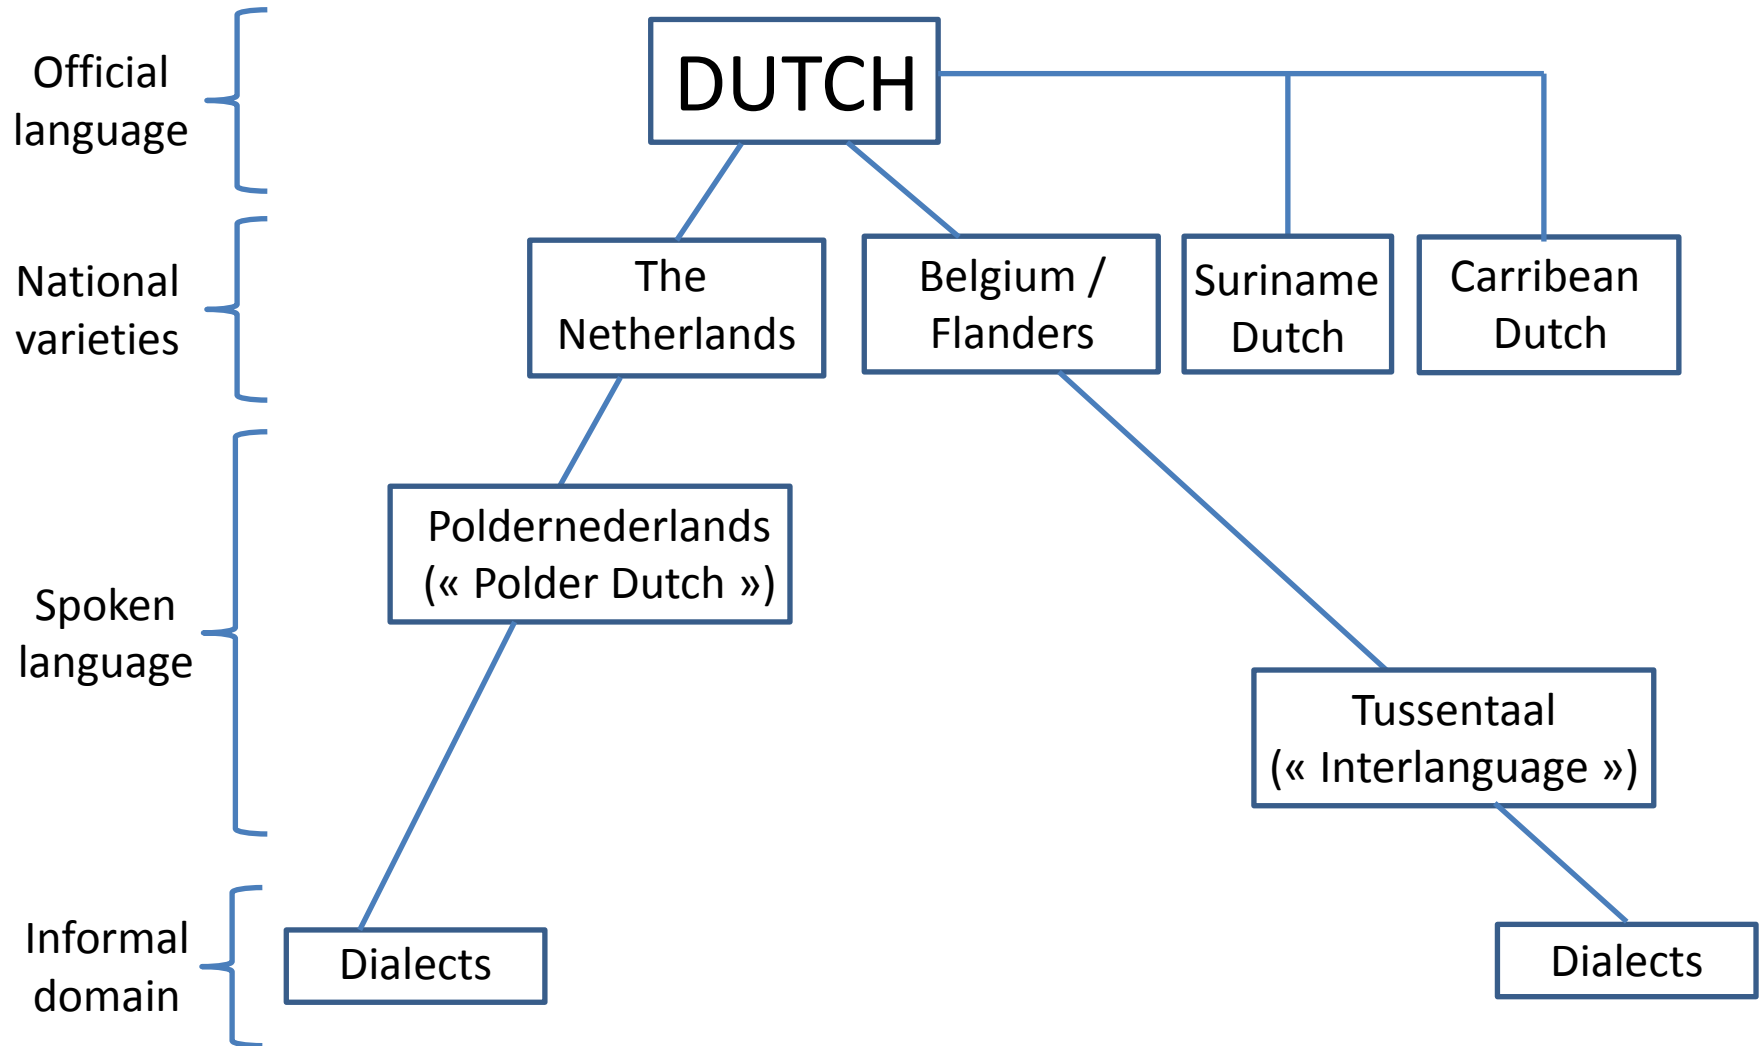 Official
language
DUTCH
National
varieties
The
Netherlands
Belgium /
Flanders
Suriname
Dutch
Carribean
Dutch
Spoken
language
Poldernederlands
(« Polder Dutch »)
Tussentaal
(« Interlanguage »)
Informal
domain
Dialects
Dialects